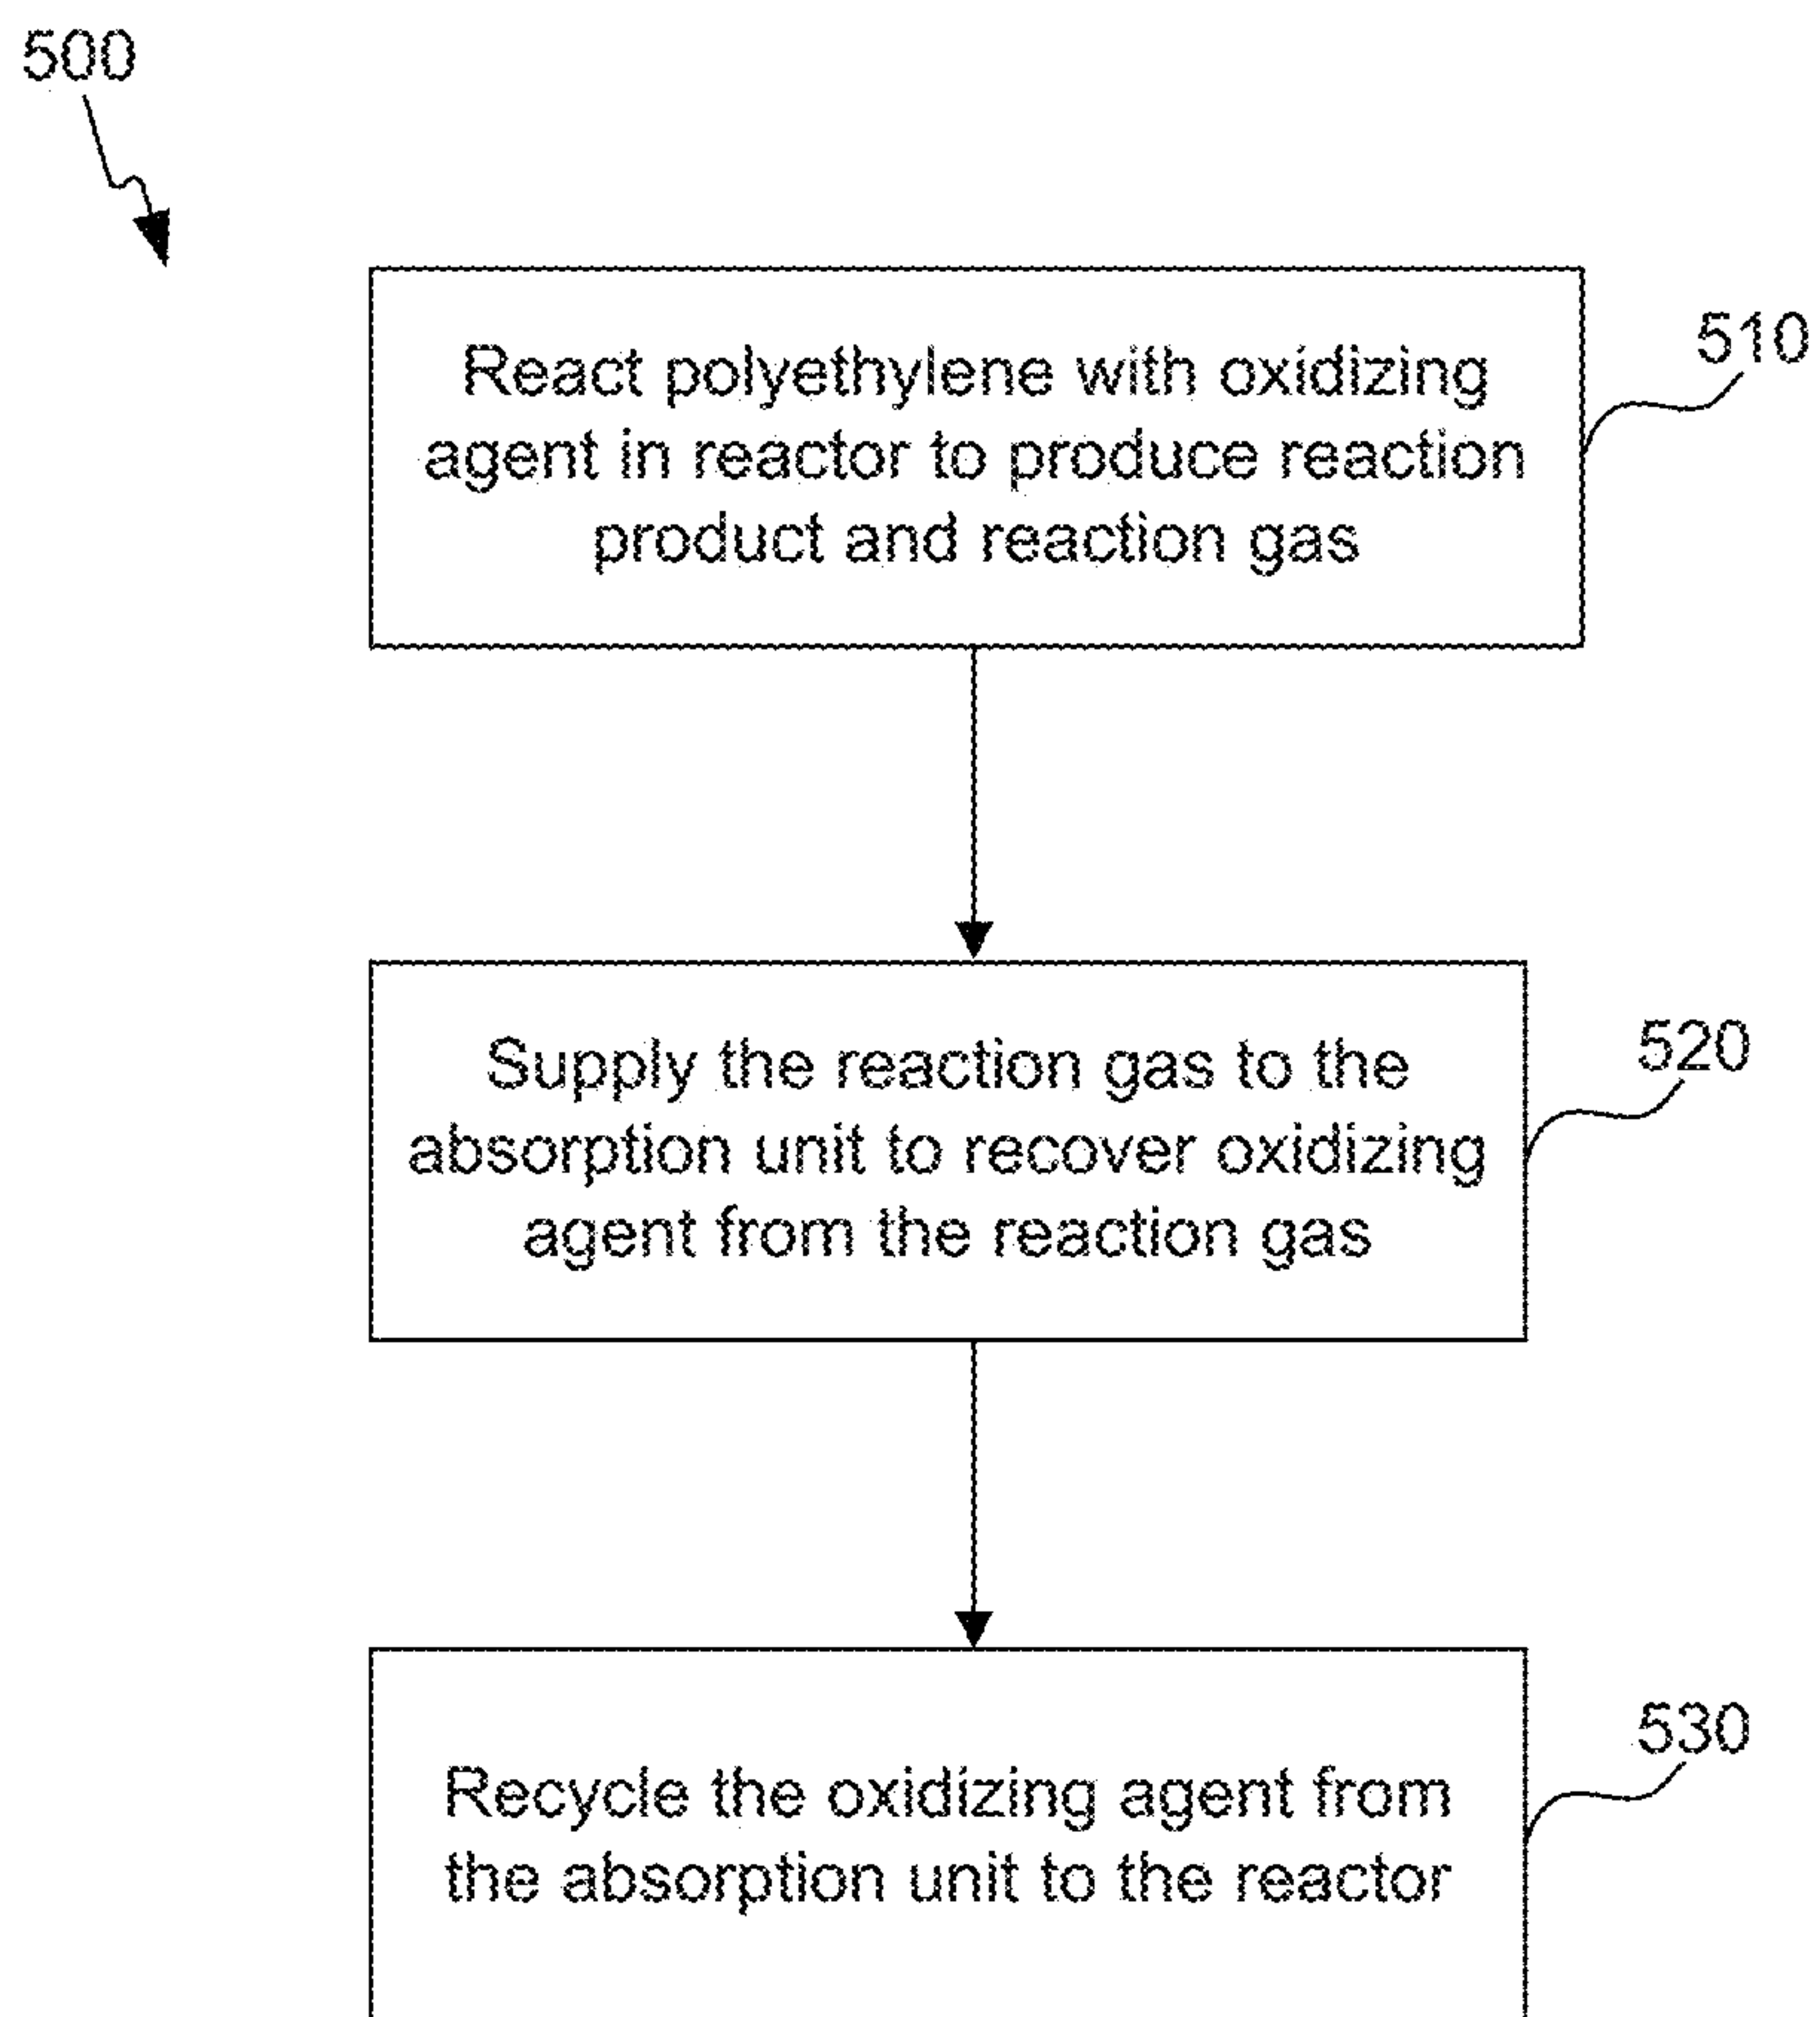 500
React polyethylene with oxidizing
agent in reactor to produce reaction
product and reaction gas
510
Supply the reaction gas to the
absorption unit to recover oxidizing
agent from the reaction gas
520
Recycle the oxidizing agent from
the absorption unit to the reactor
530